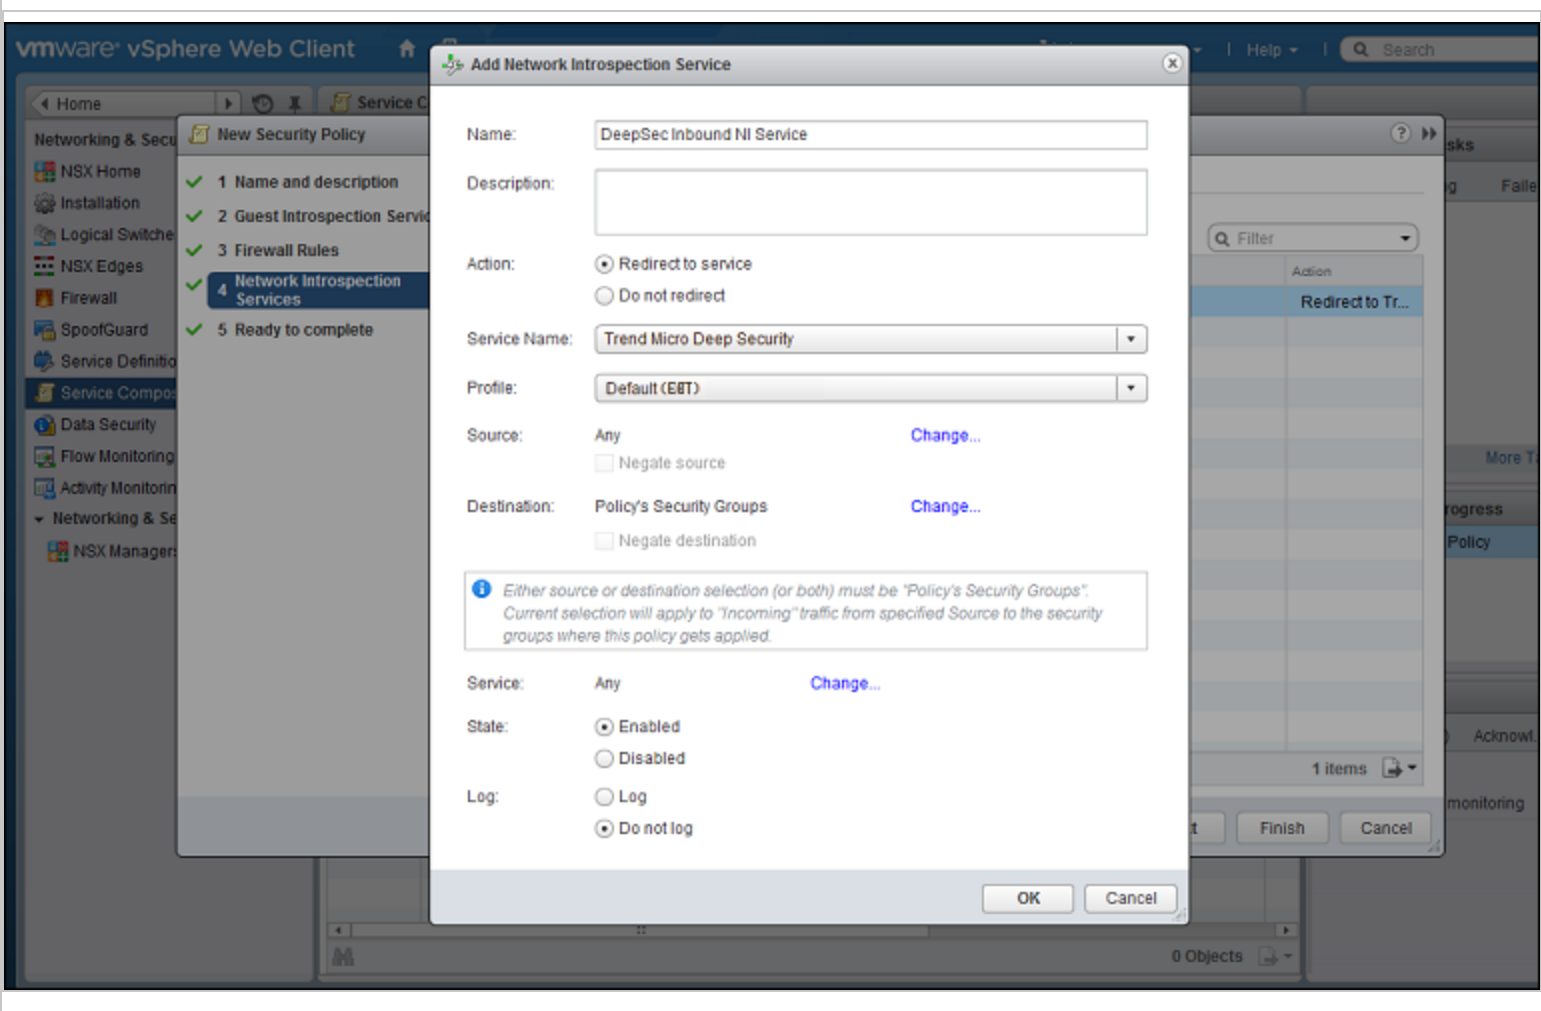 vmware vSphere Web Client
Help
Search
Home
Service C
Networking & Secu
NSX Home
Installation
Logical Switche
NSX Edges
Firewall
SpoofGuard
Service Definitio
Service Compos
Data Security
Flow Monitoring
Activity Monitorin
Networking & Se
NSX Managers
New Security Policy
1 Name and description
2 Guest Introspection Servic
3 Firewall Rules
4 Network Introspection
Services
5 Ready to complete
Add Network Introspection Service
Name: DeepSec Inbound NI Service
Description:
Action: Redirect to service
Do not redirect
Service Name: Trend Micro Deep Security
Profile: Default
Source: Any Change...
Negate source
Destination: Policy's Security Groups Change...
Negate destination
Either source or destination selection (or both) must be "Policy's Security Groups".
Current selection will apply to "Incoming" traffic from specified Source to the security
groups where this policy gets applied.
Service: Any Change...
State: Enabled
Disabled
Log: Log
Do not log
OK Cancel
Filter
Action
Redirect to Tr...
1 items
t Finish Cancel
0 Objects
sks
g Faile
More Ta
rogress
Policy
Acknowl.
monitoring